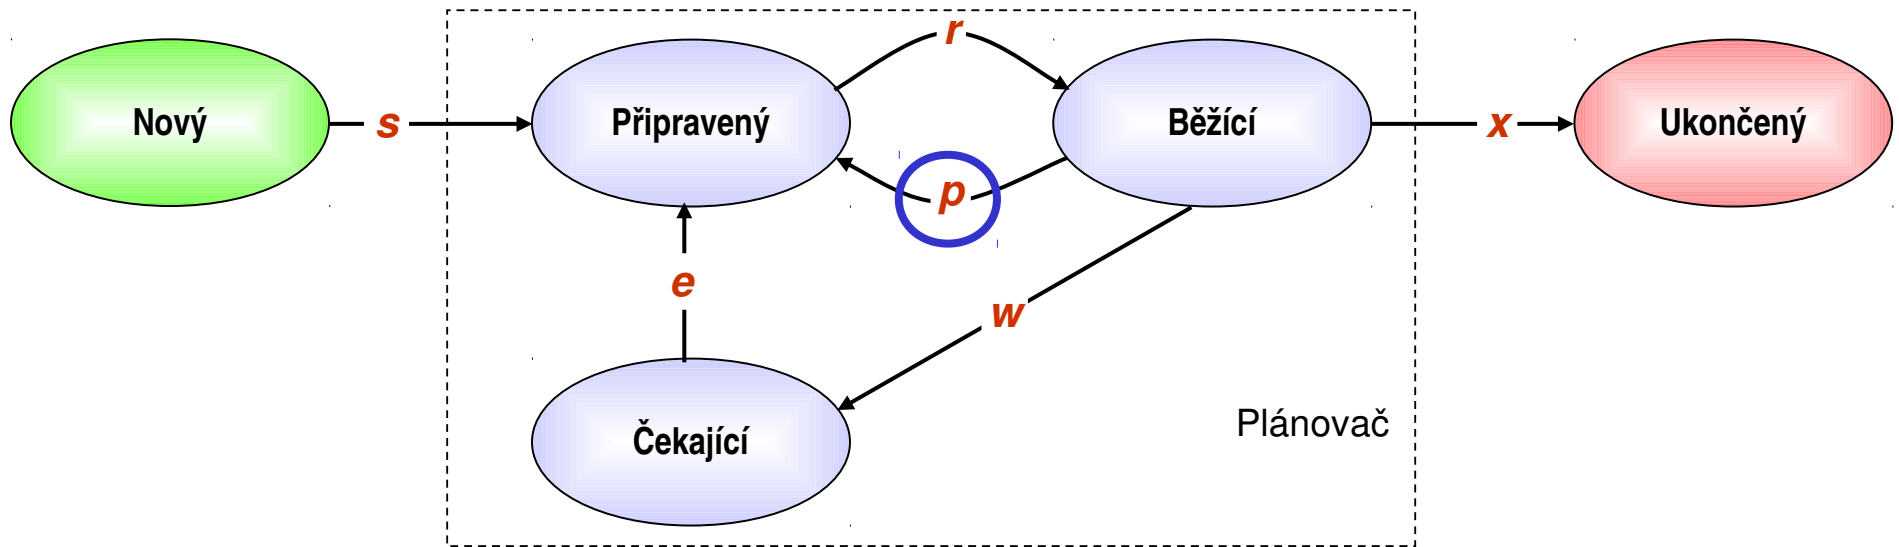 r
Nový
s
Připravený
Běžící
x
Ukončený
p
e
w
Plánovač
Čekající